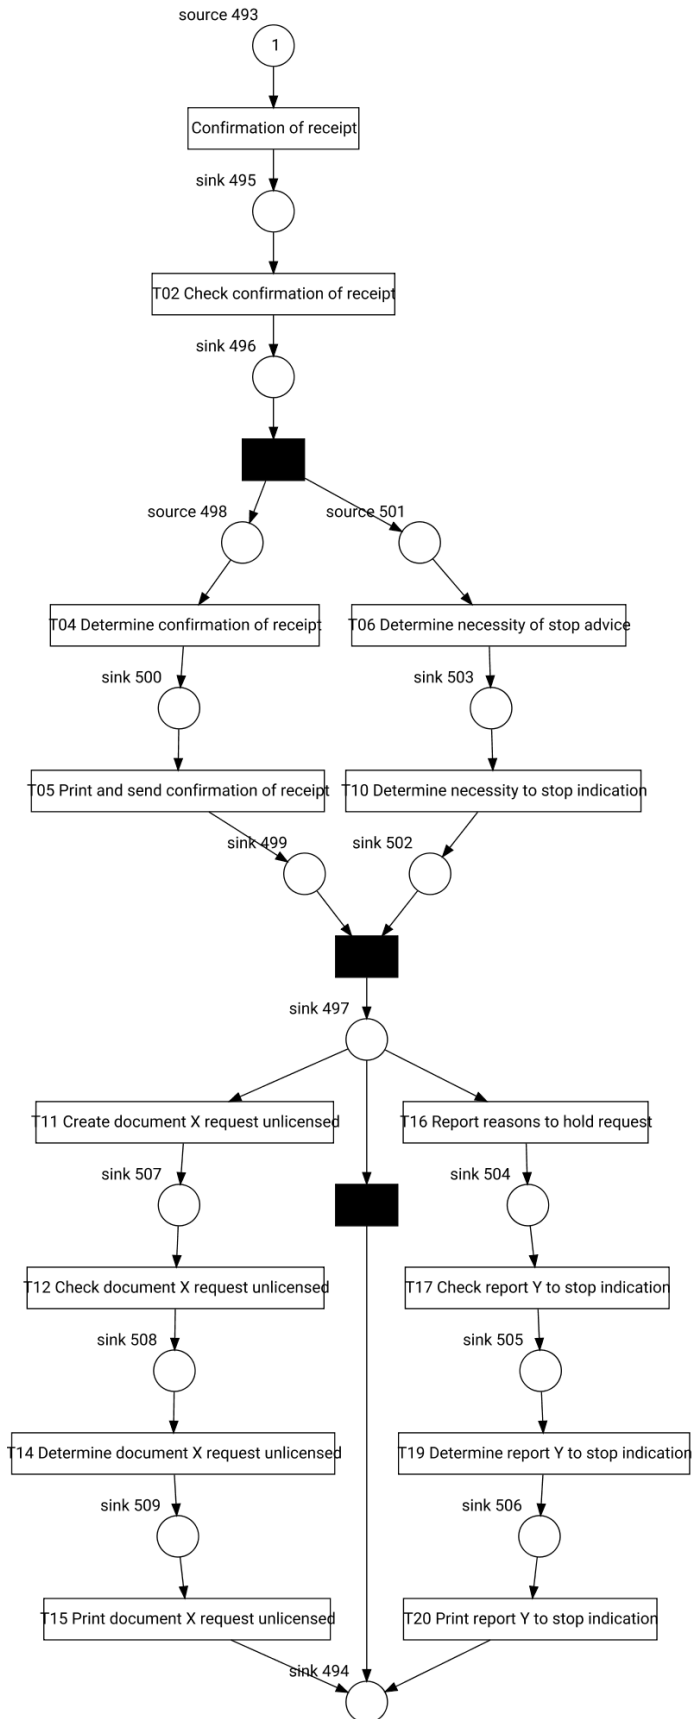 source 493
1
Confirmation of receipt
sink 495
T02 Check confirmation of receipt
sink 496
source 498
source 501
T04 Determine confirmation of receipt
T06 Determine necessity of stop advice
sink 500
sink 503
T05 Print and send confirmation of receipt
T10 Determine necessity to stop indication
sink 499
sink 502
sink 497
T11 Create document X request unlicensed
T16 Report reasons to hold request
sink 507
sink 504
T12 Check document X request unlicensed
T17 Check report Y to stop indication
sink 508
sink 505
T14 Determine document X request unlicensed
T19 Determine report Y to stop indication
sink 509
sink 506
T15 Print document X request unlicensed
T20 Print report Y to stop indication
sink 494